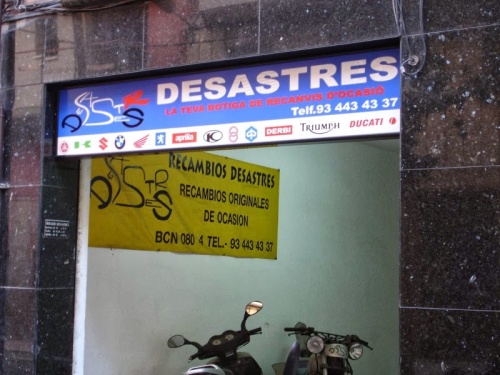 DESASTRES
LA TEVA BOTIGA DE RECANVIS D'OCASIÓ
Telf.93 443 43 37
aprilia DERBI TRIUMPH DUCATI
RECAMBIOS DESASTRES
RECAMBIOS ORIGINALES
DE OCASION
BCN 080 4 TEL.- 93 443 43 37